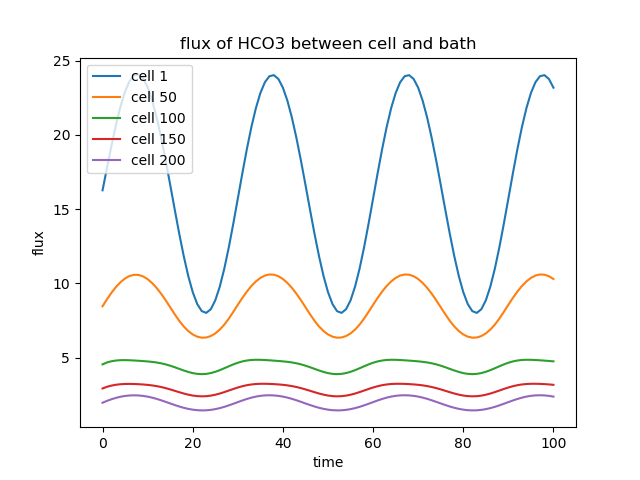 flux of HCO3 between cell and bath
cell 1
cell 50
cell 100
cell 150
cell 200
25
20
15
10
5
flux
0
20
40
60
80
100
time